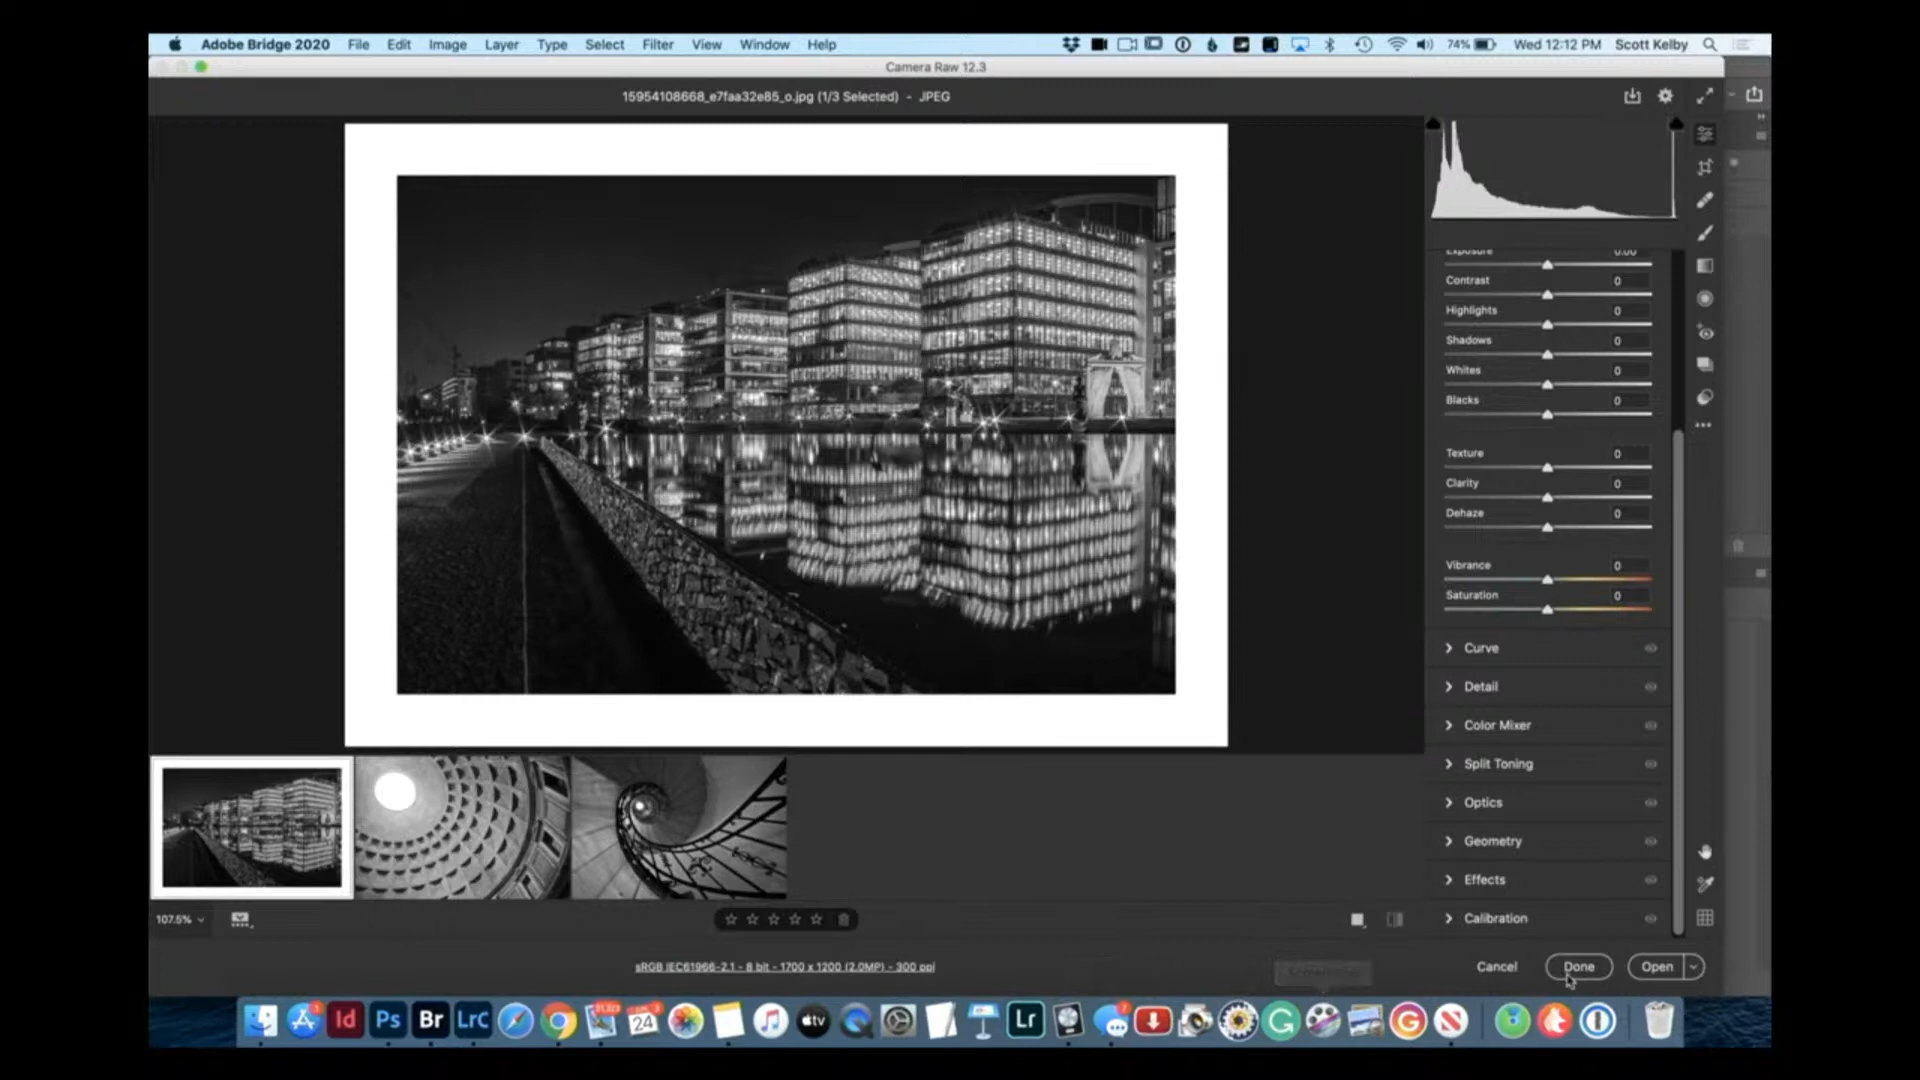 Adobe Bridge 2020 File Edit Image Layer Type Select Filter View Window Help 74% Wed 12:12 PM Scott Kelby
Camera Raw 12.3
15954108668_e7faa32e85_o.jpg (1/3 Selected) - JPEG
Exposure 0.00
Contrast 0
Highlights 0
Shadows 0
Whites 0
Blacks 0
Texture 0
Clarity 0
Dehaze 0
Vibrance 0
Saturation 0
Curve
Detail
Color Mixer
Split Toning
Optics
Geometry
Effects
Calibration
107.5%
sRGB IEC61966-2.1 - 8 bit - 1700 x 1200 (2.0MP) - 300 ppi
Cancel Done Open
Id Ps Br LrC 24 tv Lr